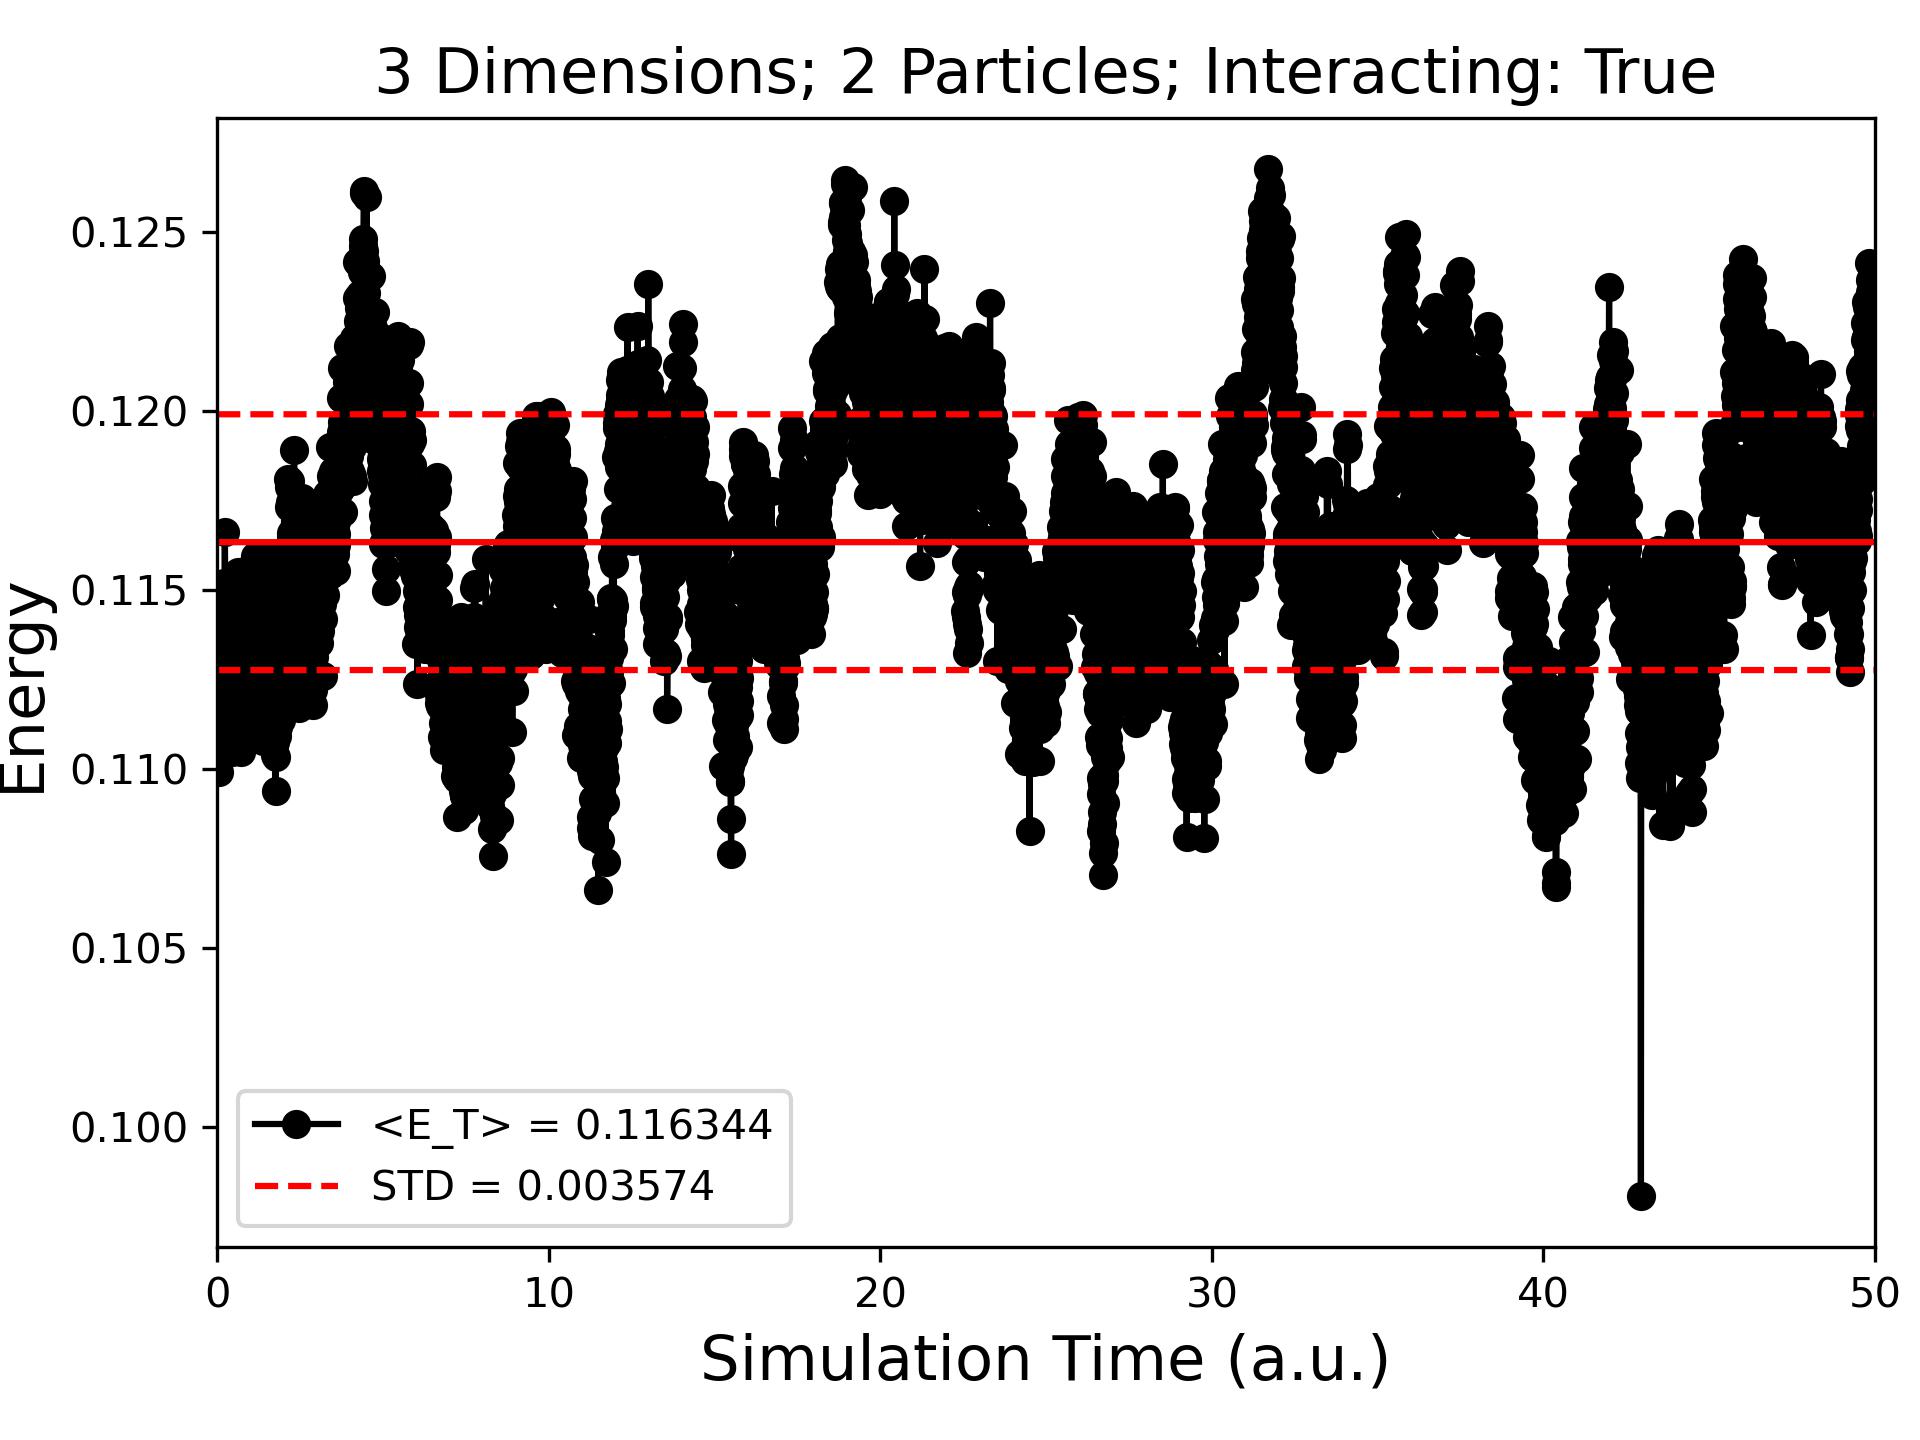 3 Dimensions; 2 Particles; Interacting: True
Energy
0.125
0.120
0.115
0.110
0.105
0.100
<E_T> = 0.116344
STD = 0.003574
0 10 20 30 40 50
Simulation Time (a.u.)